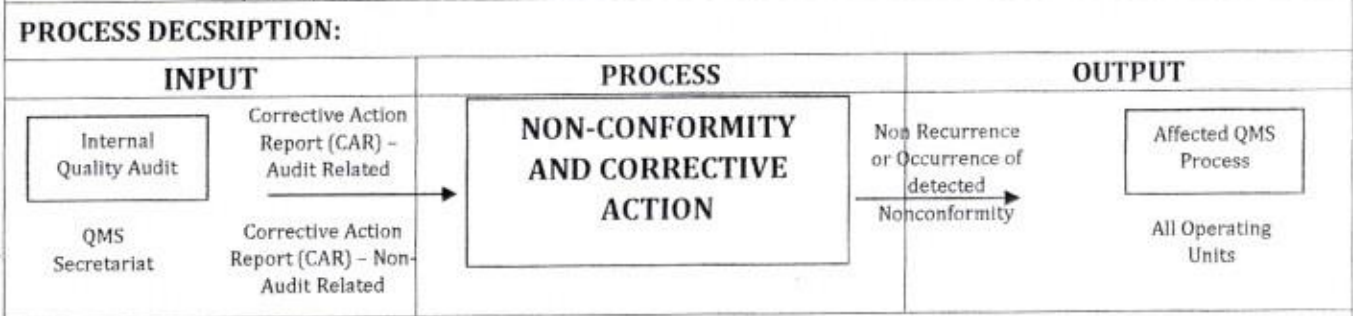 PROCESS DECSRIPTION:
INPUT
PROCESS
OUTPUT
Internal
Quality Audit
QMS
Secretariat
Corrective Action
Report (CAR) –
Audit Related
Corrective Action
Report (CAR) – Non-
Audit Related
NON-CONFORMITY
AND CORRECTIVE
ACTION
Non Recurrence
or Occurrence of
detected
Nonconformity
Affected QMS
Process
All Operating
Units